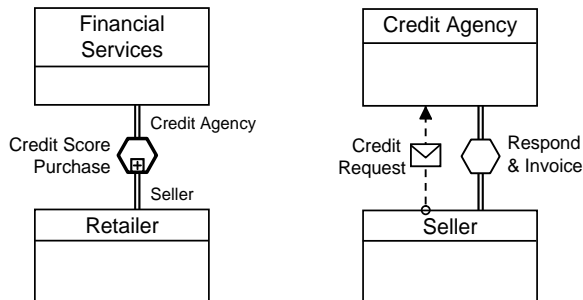 Financial
Services
Credit Agency
Credit Score
Purchase
Seller
Retailer
Credit Agency
Credit
Request
Respond
& Invoice
Seller